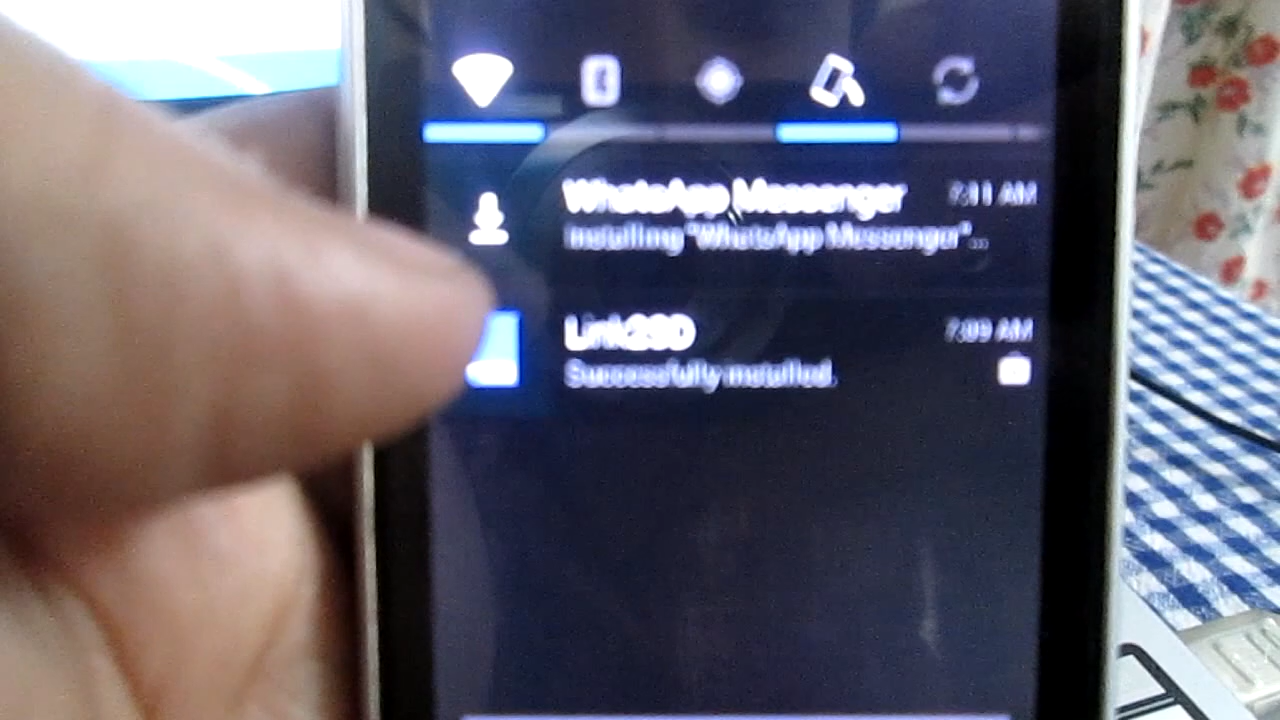 WhatsApp Messenger 7:11 AM
Installing "WhatsApp Messenger"...
Link2SD 7:09 AM
Successfully installed.